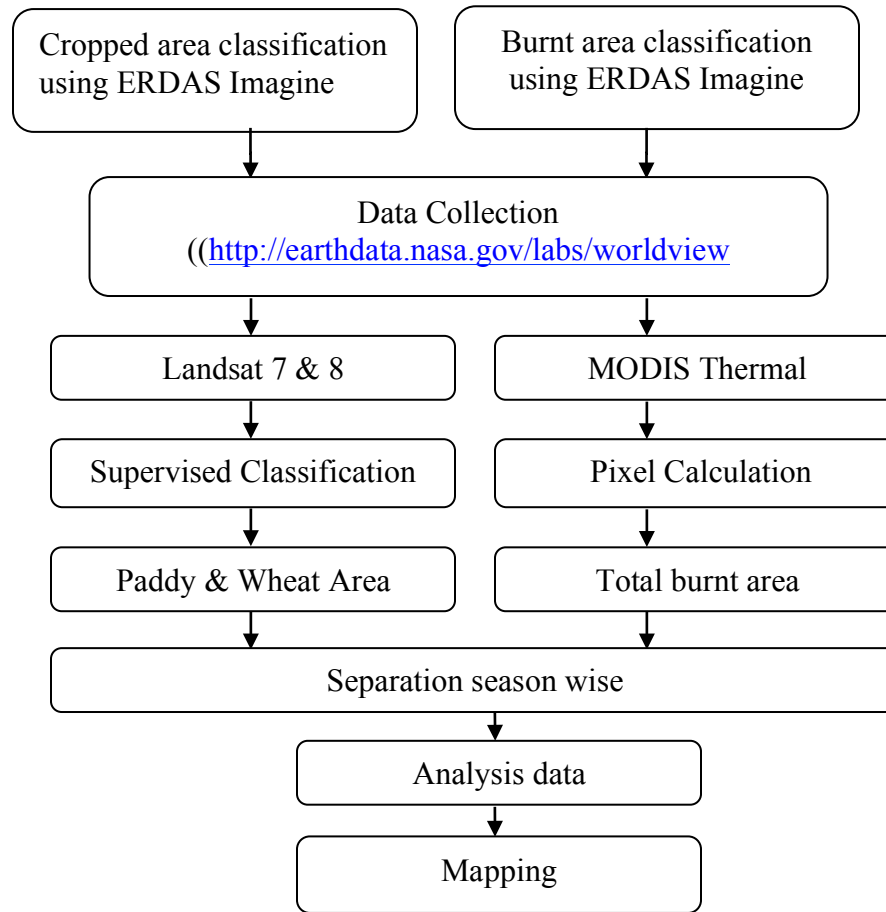 Cropped area classification
using ERDAS Imagine
Burnt area classification
using ERDAS Imagine
Data Collection
((http://earthdata.nasa.gov/labs/worldview
Landsat 7 & 8
MODIS Thermal
Supervised Classification
Pixel Calculation
Paddy & Wheat Area
Total burnt area
Separation season wise
Analysis data
Mapping